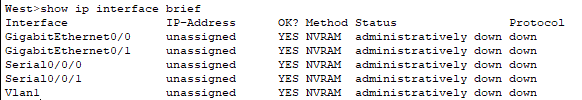 West>show ip interface brief
Interface IP-Address OK? Method Status Protocol
GigabitEthernet0/0 unassigned YES NVRAM administratively down down
GigabitEthernet0/1 unassigned YES NVRAM administratively down down
Serial0/0/0 unassigned YES NVRAM administratively down down
Serial0/0/1 unassigned YES NVRAM administratively down down
Vlan1 unassigned YES NVRAM administratively down down